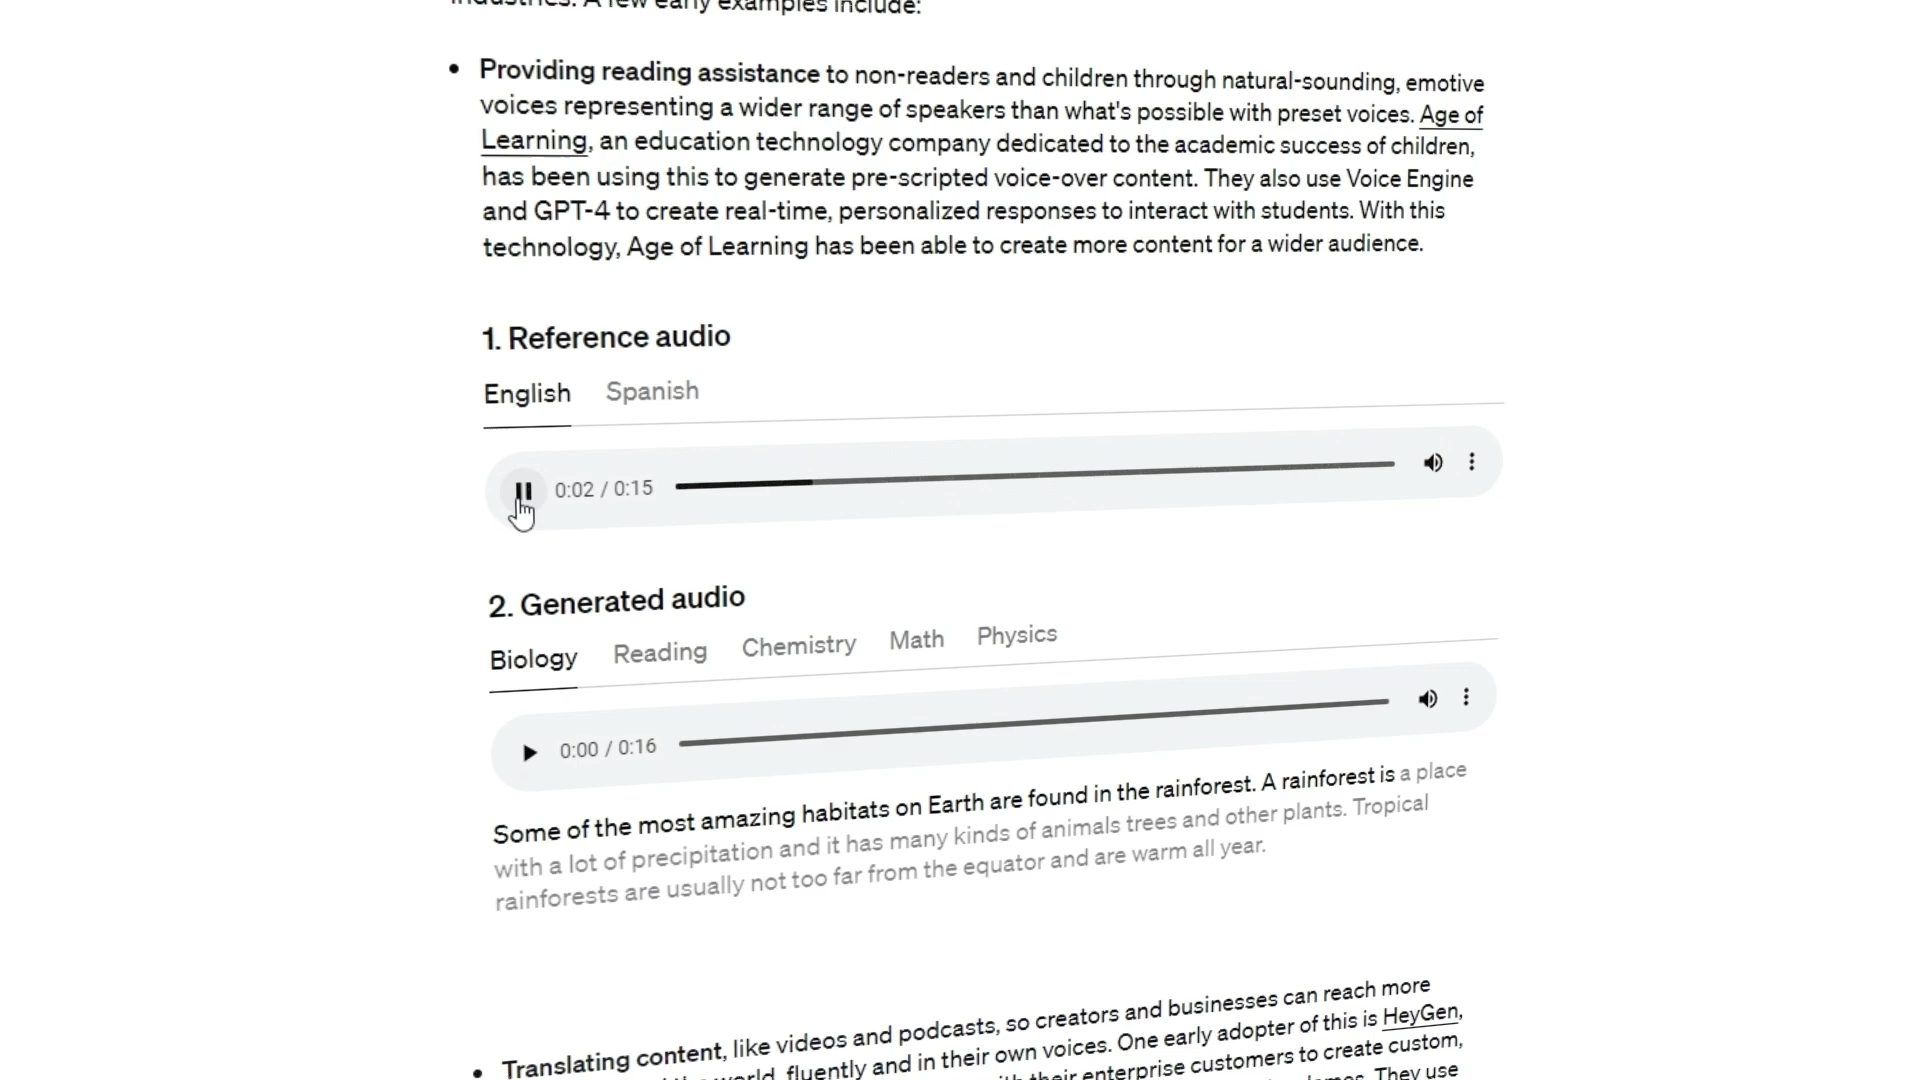 industries. A few early examples include:
• Providing reading assistance to non-readers and children through natural-sounding, emotive
voices representing a wider range of speakers than what's possible with preset voices. Age of
Learning, an education technology company dedicated to the academic success of children,
has been using this to generate pre-scripted voice-over content. They also use Voice Engine
and GPT-4 to create real-time, personalized responses to interact with students. With this
technology, Age of Learning has been able to create more content for a wider audience.
1. Reference audio
English Spanish
0:02 / 0:15
2. Generated audio
Biology Reading Chemistry Math Physics
0:00 / 0:16
Some of the most amazing habitats on Earth are found in the rainforest. A rainforest is a place
with a lot of precipitation and it has many kinds of animals trees and other plants. Tropical
rainforests are usually not too far from the equator and are warm all year.
• Translating content, like videos and podcasts, so creators and businesses can reach more
world, fluently and in their own voices. One early adopter of this is HeyGen,
their enterprise customers to create custom,
They use